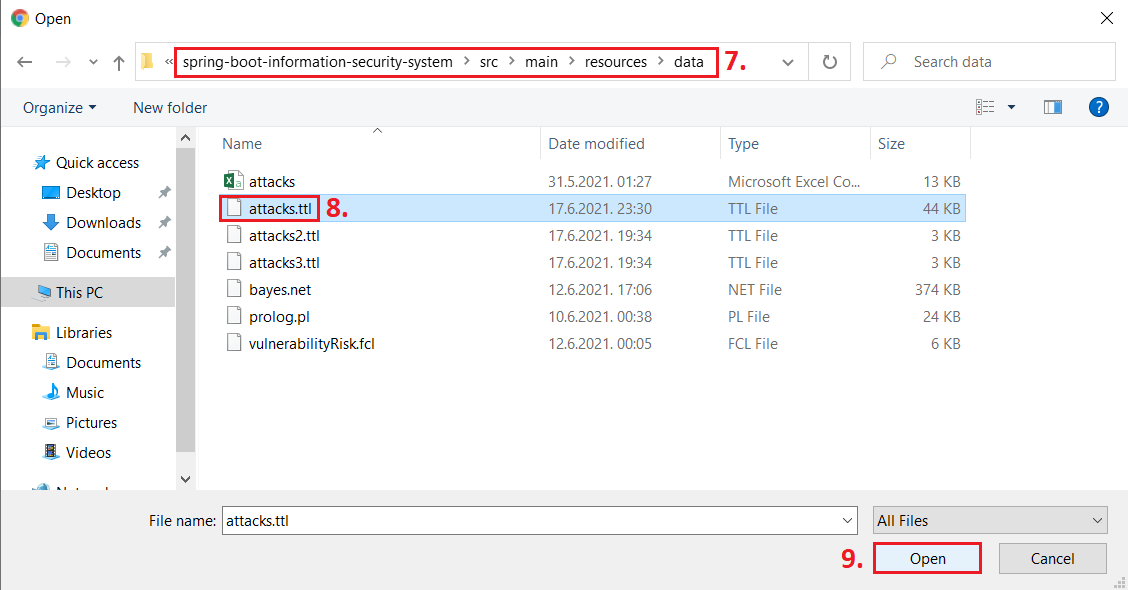 Open
« spring-boot-information-security-system > src > main > resources > data 7. Search data
Organize New folder ?
Name Date modified Type Size
Quick access
Desktop
Downloads
Documents
This PC
Libraries
Documents
Music
Pictures
Videos
attacks 31.5.2021. 01:27 Microsoft Excel Co... 13 KB
attacks.ttl 8. 17.6.2021. 23:30 TTL File 44 KB
attacks2.ttl 17.6.2021. 19:34 TTL File 3 KB
attacks3.ttl 17.6.2021. 19:34 TTL File 3 KB
bayes.net 12.6.2021. 17:06 NET File 374 KB
prolog.pl 10.6.2021. 00:38 PL File 24 KB
vulnerabilityRisk.fcl 12.6.2021. 00:05 FCL File 6 KB
File name: attacks.ttl All Files
9. Open Cancel